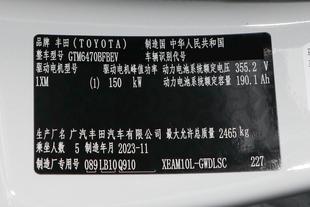 品牌 丰田(TOYOTA) 制造国 中华人民共和国
整车型号 GTM6470BFBEV 车辆识别代号
驱动电机型号 驱动电机峰值功率 动力电池系统额定电压 355.2 V
1XM (1) 150 kW 动力电池系统额定容量 190.1 Ah
制造厂名 广汽丰田汽车有限公司 最大允许总质量 2465 kg
乘坐人数 5 制造年月 2023-11
制造厂 089LB10Q910 XEAM10L-GWDLSC 227